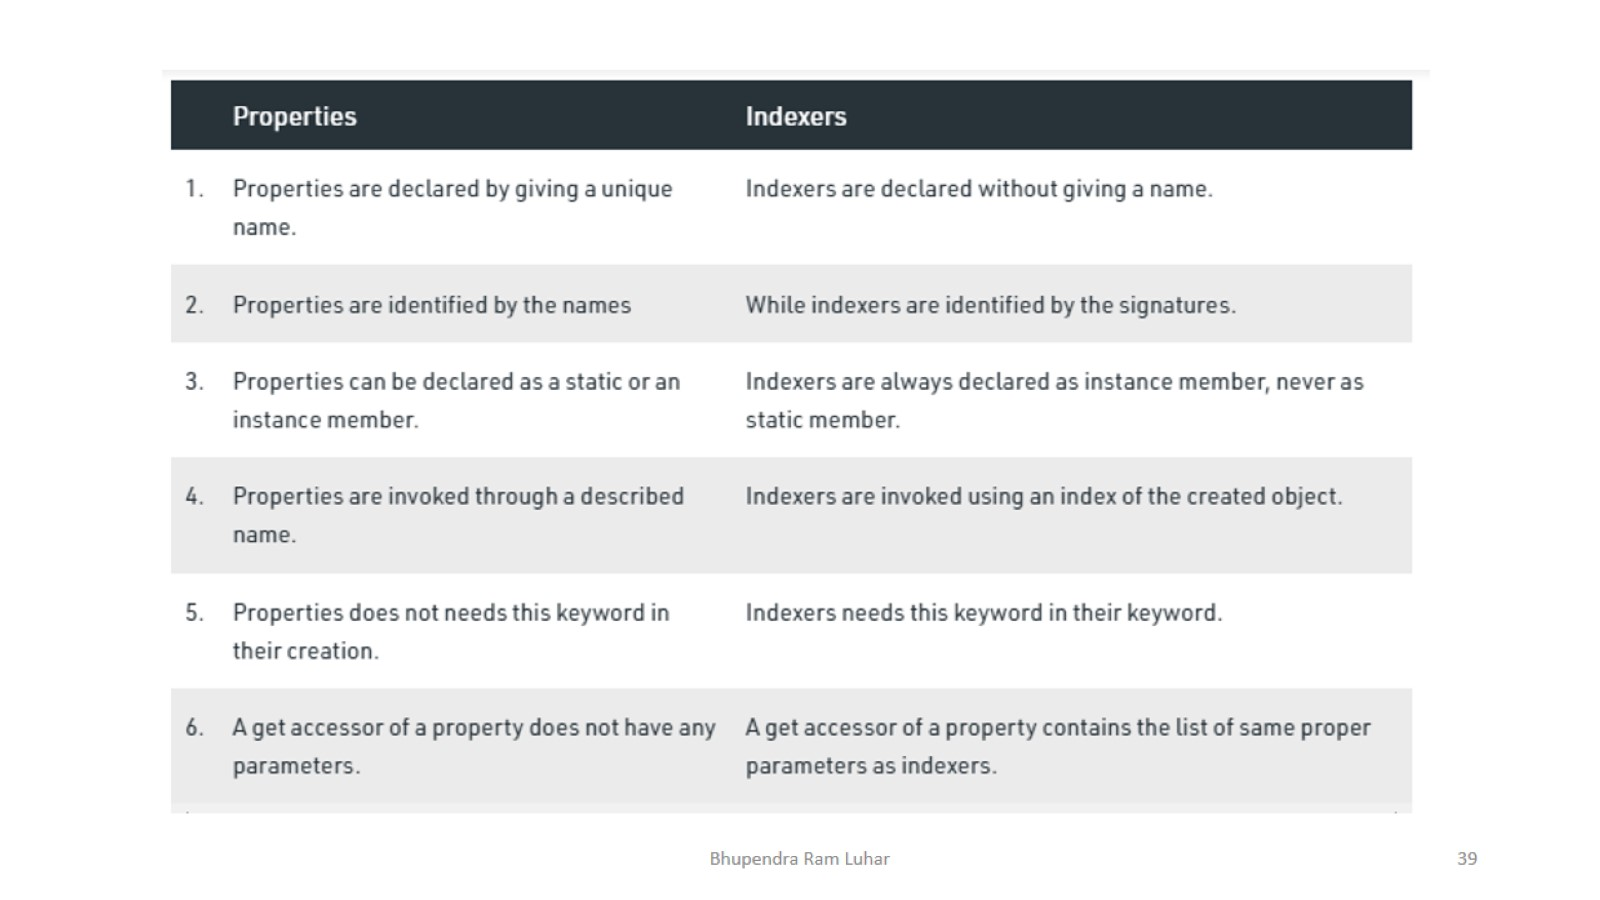 Properties Indexers
1. Properties are declared by giving a unique Indexers are declared without giving a name.
name.
2. Properties are identified by the names While indexers are identified by the signatures.
3. Properties can be declared as a static or an Indexers are always declared as instance member, never as
instance member. static member.
4. Properties are invoked through a described Indexers are invoked using an index of the created object.
name.
5. Properties does not needs this keyword in Indexers needs this keyword in their keyword.
their creation.
6. A get accessor of a property does not have any A get accessor of a property contains the list of same proper
parameters. parameters as indexers.
Bhupendra Ram Luhar 39